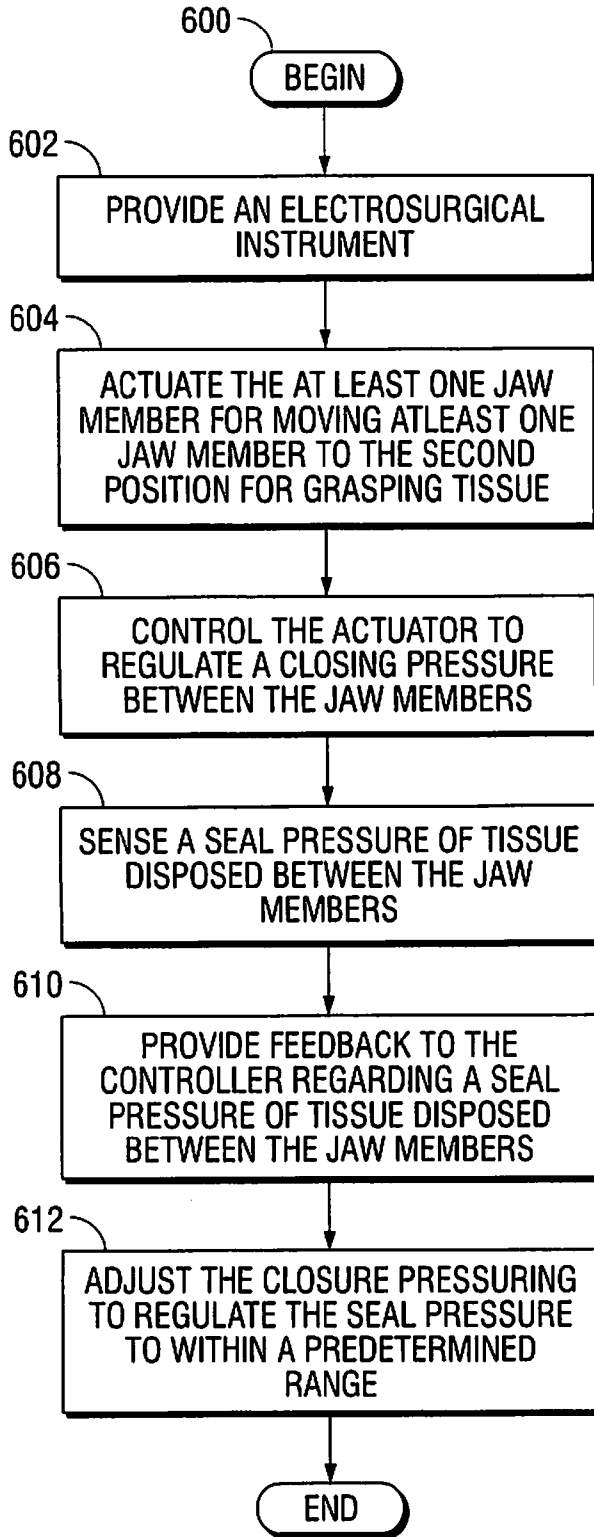 600
BEGIN
602
PROVIDE AN ELECTROSURGICAL
INSTRUMENT
604
ACTUATE THE AT LEAST ONE JAW
MEMBER FOR MOVING ATLEAST ONE
JAW MEMBER TO THE SECOND
POSITION FOR GRASPING TISSUE
606
CONTROL THE ACTUATOR TO
REGULATE A CLOSING PRESSURE
BETWEEN THE JAW MEMBERS
608
SENSE A SEAL PRESSURE OF TISSUE
DISPOSED BETWEEN THE JAW
MEMBERS
610
PROVIDE FEEDBACK TO THE
CONTROLLER REGARDING A SEAL
PRESSURE OF TISSUE DISPOSED
BETWEEN THE JAW MEMBERS
612
ADJUST THE CLOSURE PRESSURING
TO REGULATE THE SEAL PRESSURE
TO WITHIN A PREDETERMINED
RANGE
END